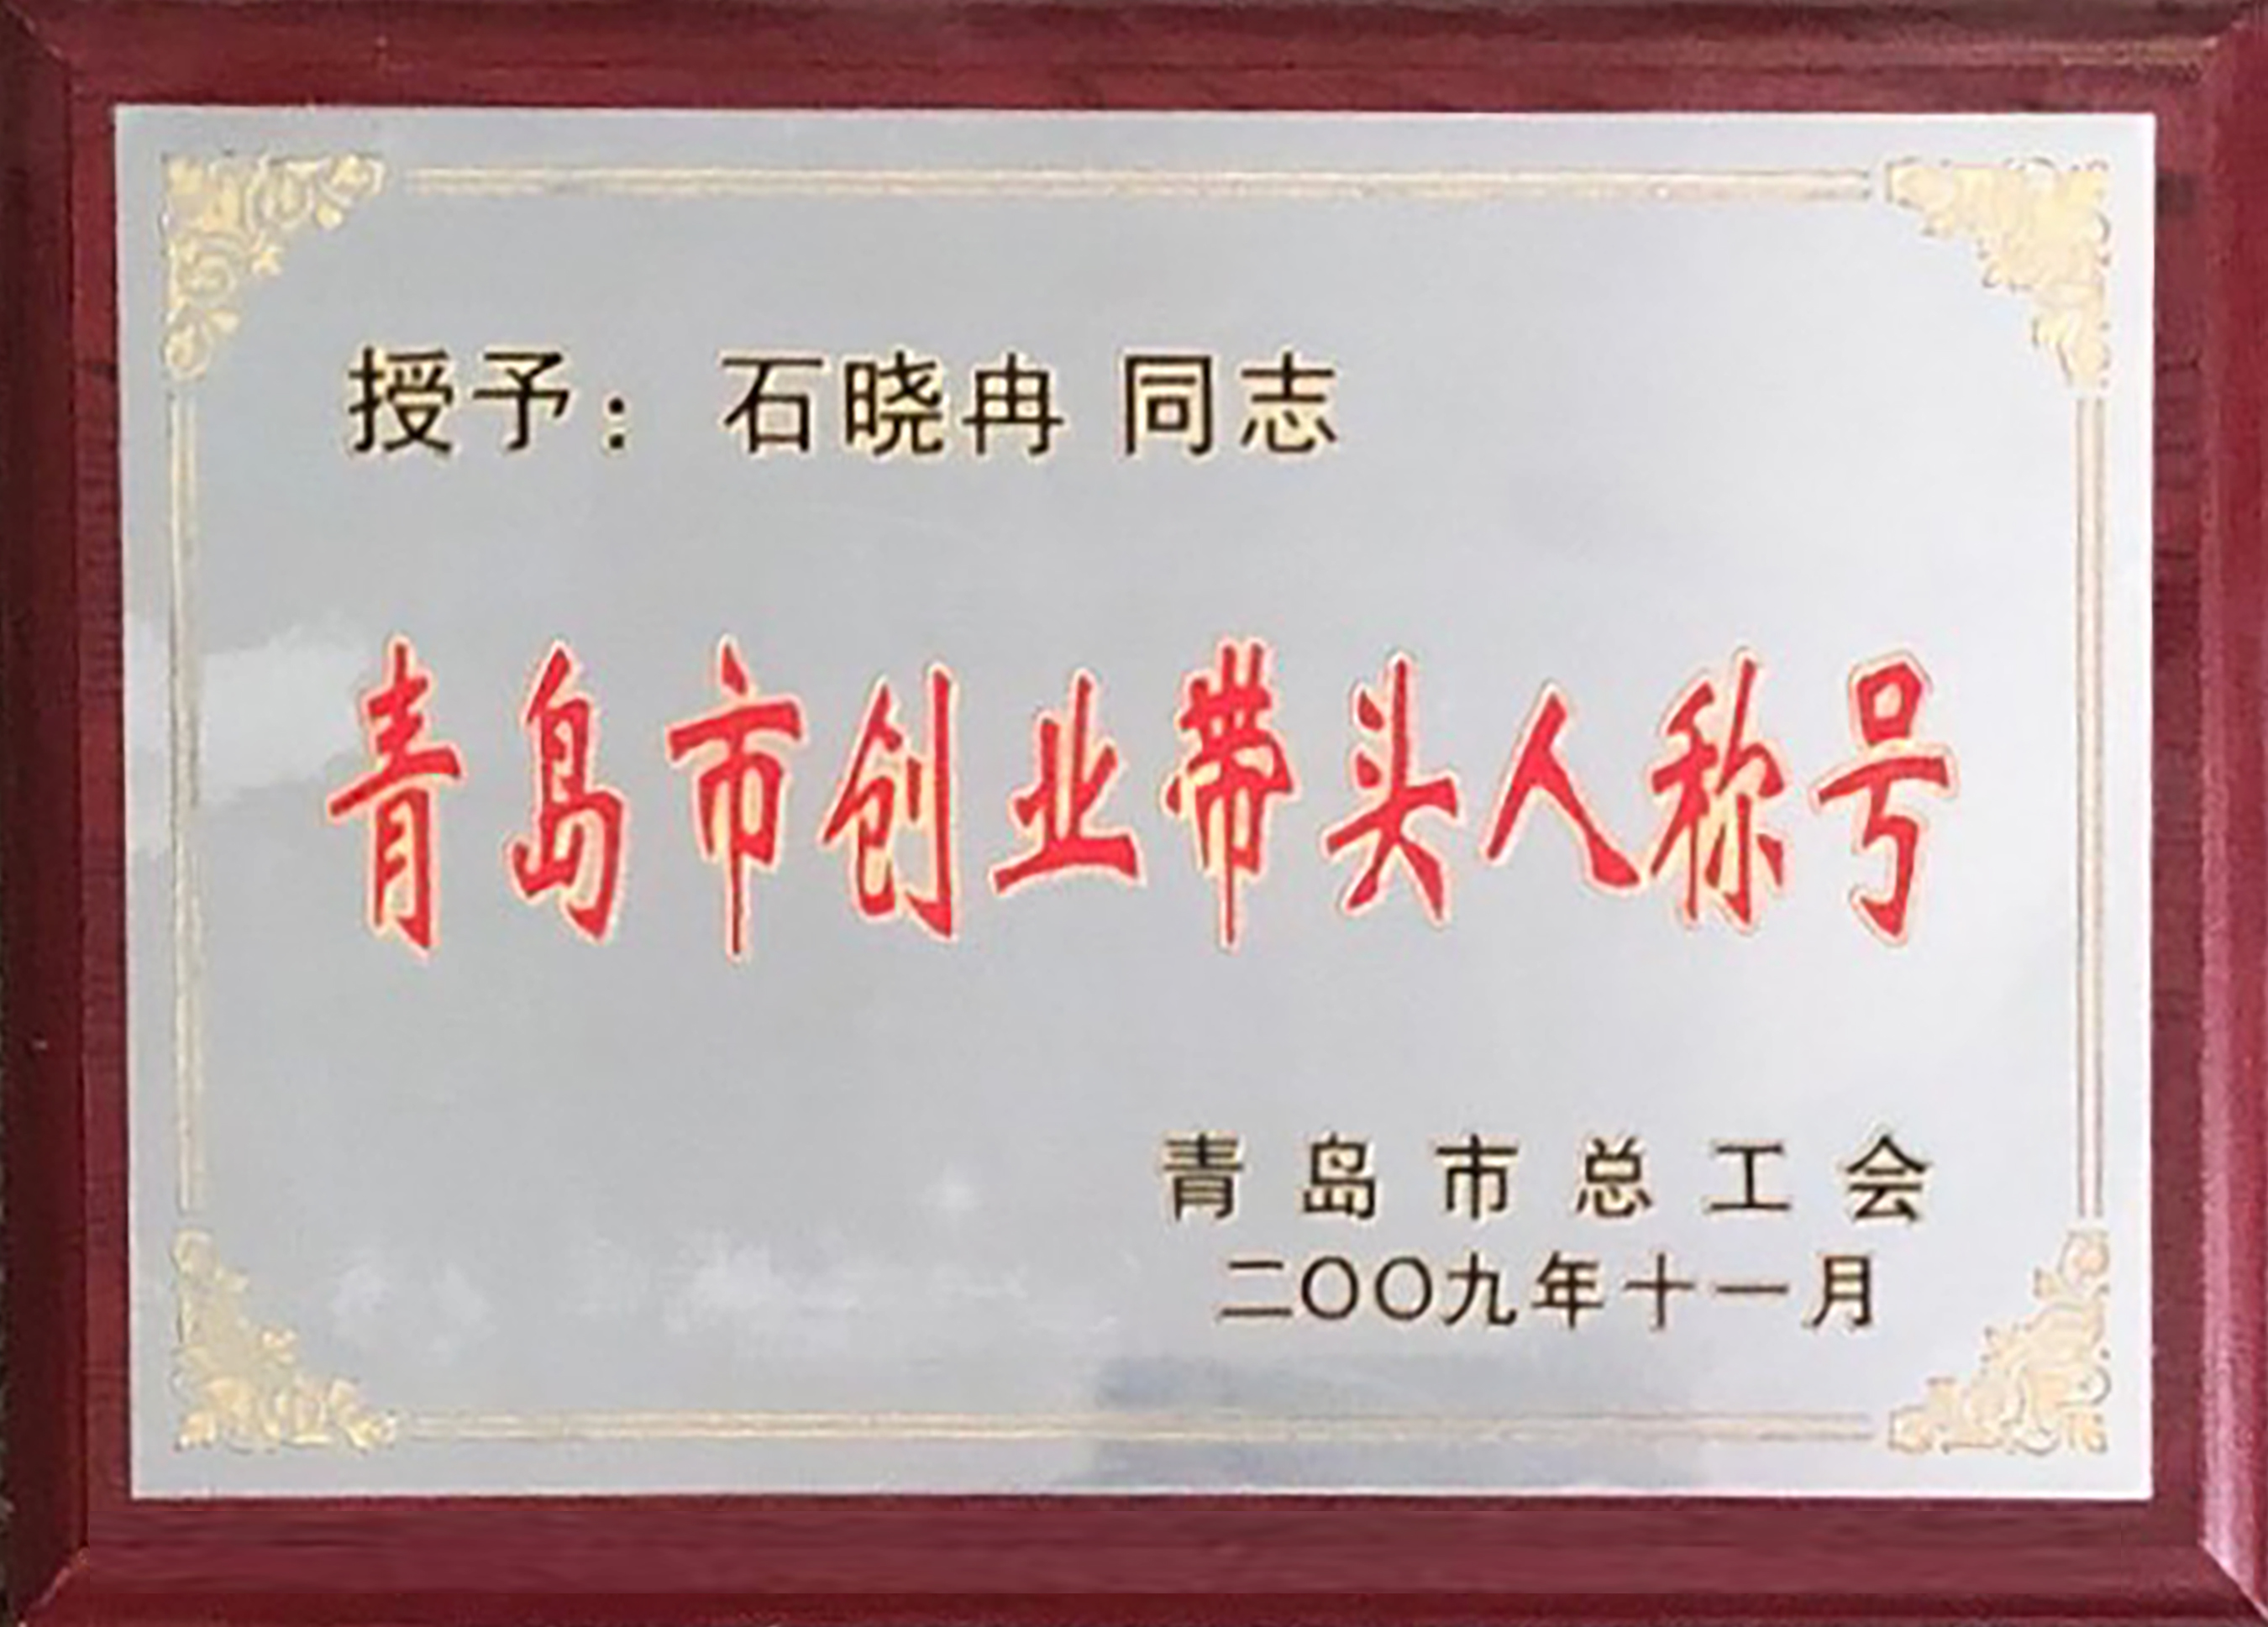 授予：石晓冉 同志
青岛市创业带头人称号
青岛市总工会
二〇〇九年十一月